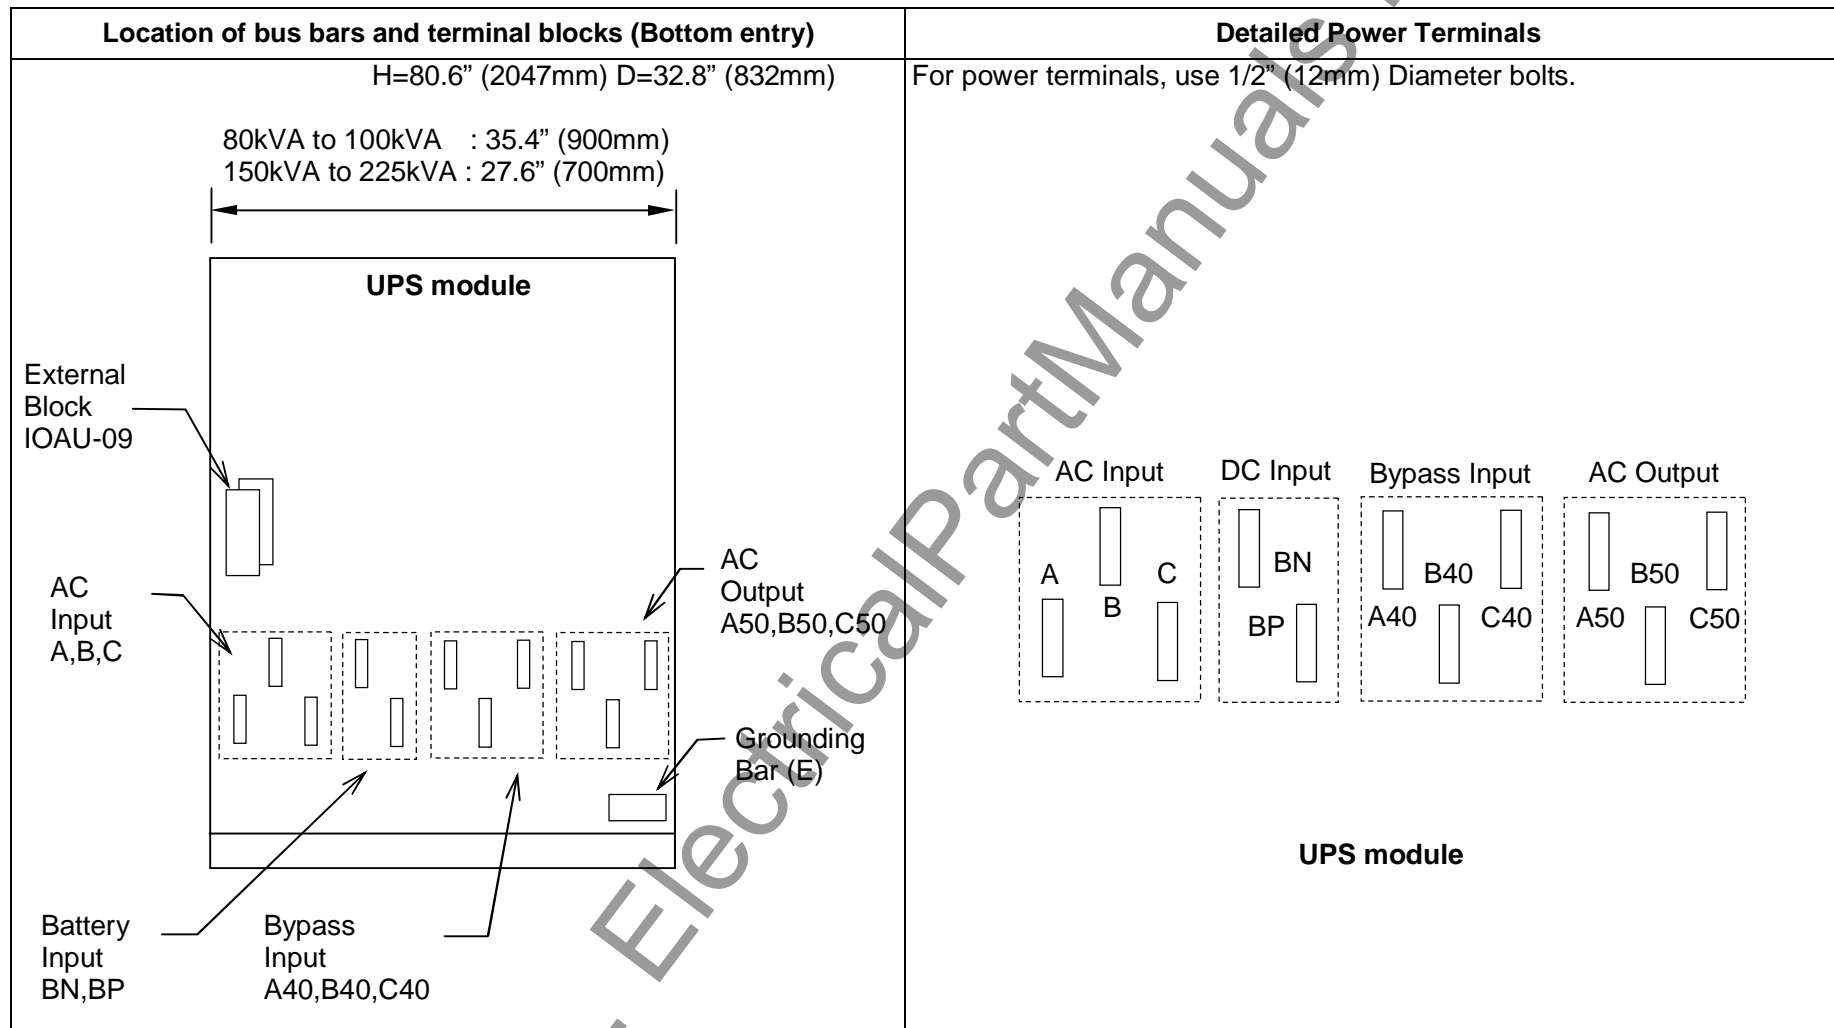 Location of bus bars and terminal blocks (Bottom entry)
Detailed Power Terminals
H=80.6” (2047mm) D=32.8” (832mm)
For power terminals, use 1/2” (12mm) Diameter bolts.
80kVA to 100kVA : 35.4” (900mm)
150kVA to 225kVA : 27.6” (700mm)
UPS module
External
Block
IOAU-09
AC
Input
A,B,C
AC
Output
A50,B50,C50
Grounding
Bar (E)
Battery
Input
BN,BP
Bypass
Input
A40,B40,C40
AC Input
DC Input
Bypass Input
AC Output
A
B
C
BN
BP
A40
B40
C40
A50
B50
C50
UPS module
ElectricalPartManuals